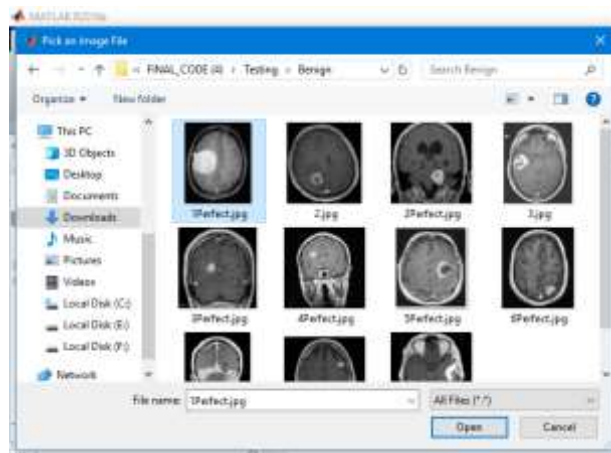 MATLAB R2016a
Pick an Image File
« FINAL_CODE (4) › Testing › Benign
Search Benign
Organize
New folder
This PC
3D Objects
Desktop
Documents
Downloads
Music
Pictures
Videos
Local Disk (C:)
Local Disk (E:)
Local Disk (F:)
Network
1Perfect.jpg
2.jpg
2Perfect.jpg
3.jpg
3Perfect.jpg
4Perfect.jpg
5Perfect.jpg
6Perfect.jpg
File name: 1Perfect.jpg
All Files (*.*)
Open
Cancel